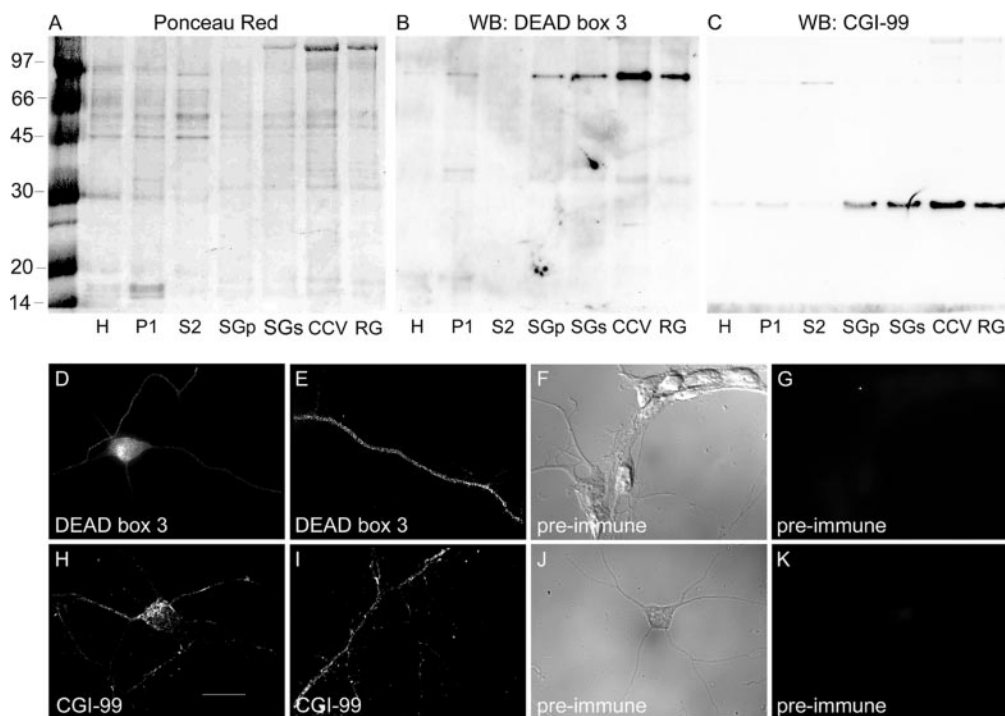 A Ponceau Red B WB: DEAD box 3 C WB: CGI-99
97
66
45
30
20
14
H P1 S2 SGp SGs CCV RG H P1 S2 SGp SGs CCV RG H P1 S2 SGp SGs CCV RG
D E F G
DEAD box 3 DEAD box 3 pre-immune pre-immune
H I J K
CGI-99 CGI-99 pre-immune pre-immune